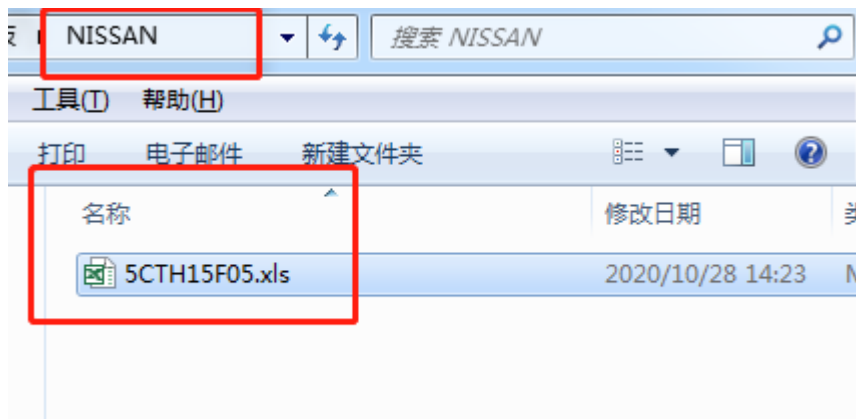 NISSAN 搜索 NISSAN
工具(T) 帮助(H)
打印 电子邮件 新建文件夹
名称 修改日期
5CTH15F05.xls 2020/10/28 14:23